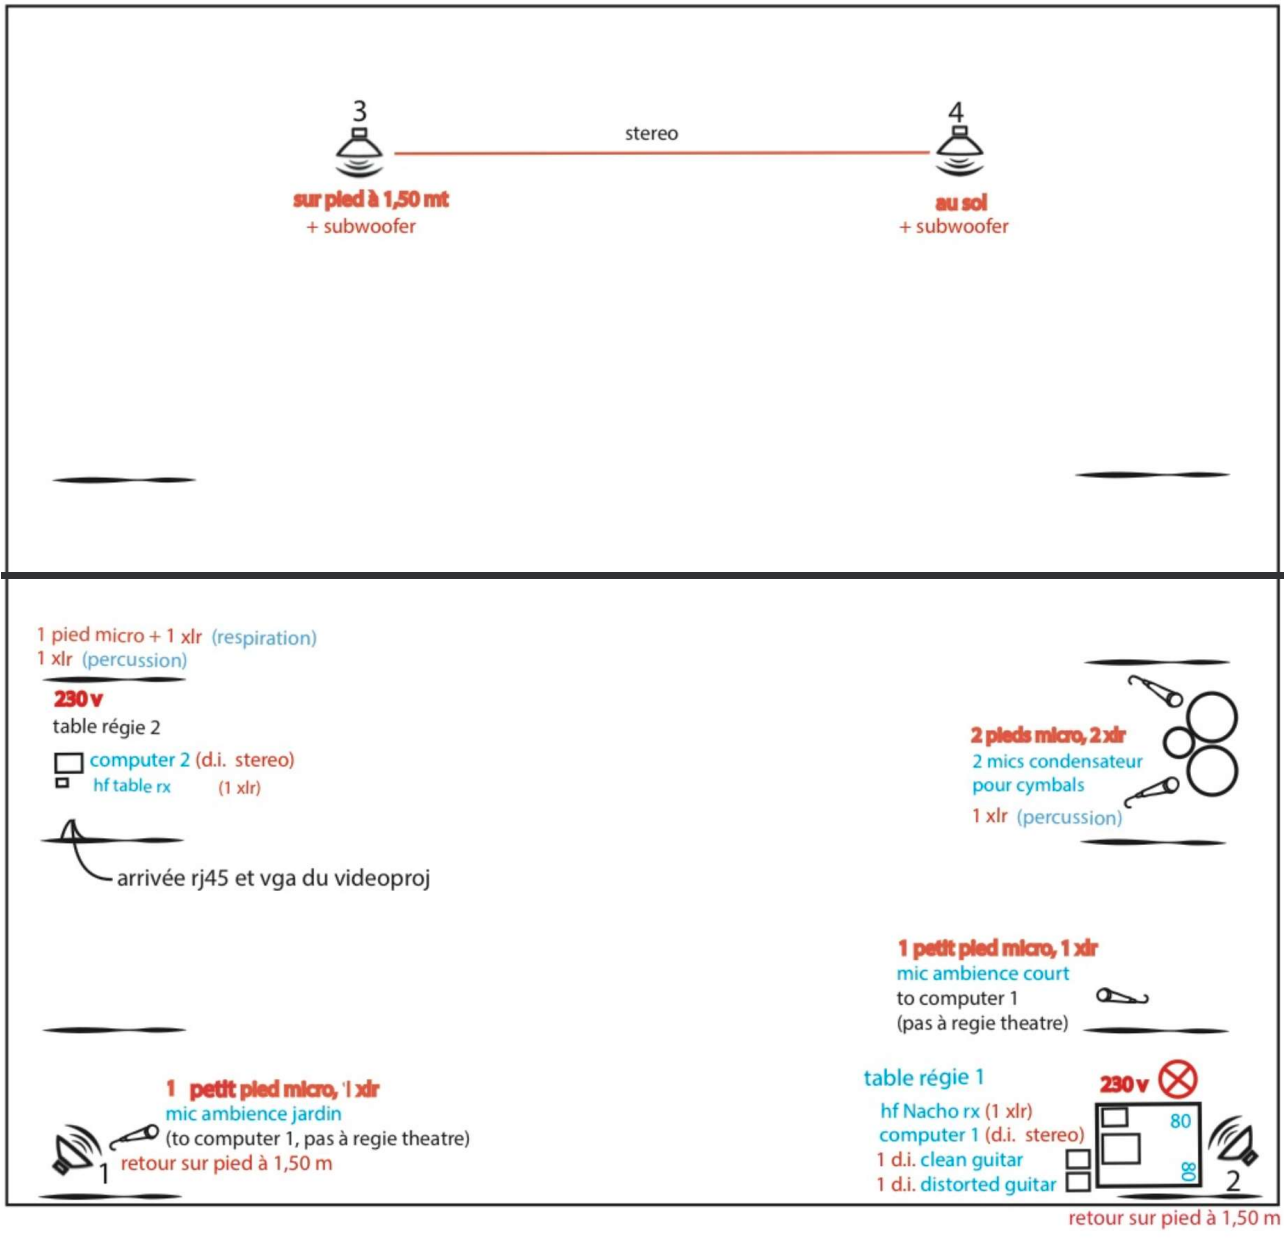 3
4
stereo
sur pied à 1,50 mt
+ subwoofer
au sol
+ subwoofer
1 pied micro + 1 xlr (respiration)
1 xlr (percussion)
230 v
table régie 2
computer 2 (d.i. stereo)
hf table rx (1 xlr)
arrivée rj45 et vga du videoproj
2 pieds micro, 2 xlr
2 mics condensateur
pour cymbals
1 xlr (percussion)
1 petit pied micro, 1 xlr
mic ambience court
to computer 1
(pas à regie theatre)
1 petit pied micro, 1 xlr
mic ambience jardin
(to computer 1, pas à regie theatre)
retour sur pied à 1,50 m
1
table régie 1
230 v
hf Nacho rx (1 xlr)
computer 1 (d.i. stereo)
1 d.i. clean guitar
1 d.i. distorted guitar
80
80
2
retour sur pied à 1,50 m